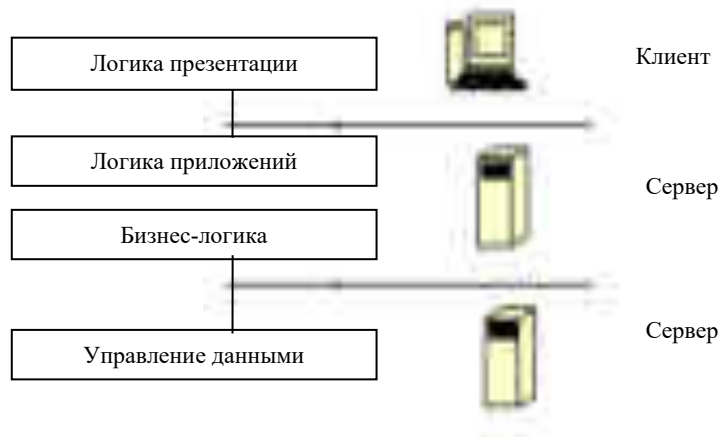 Логика презентации
Клиент
Логика приложений
Сервер
Бизнес-логика
Управление данными
Сервер